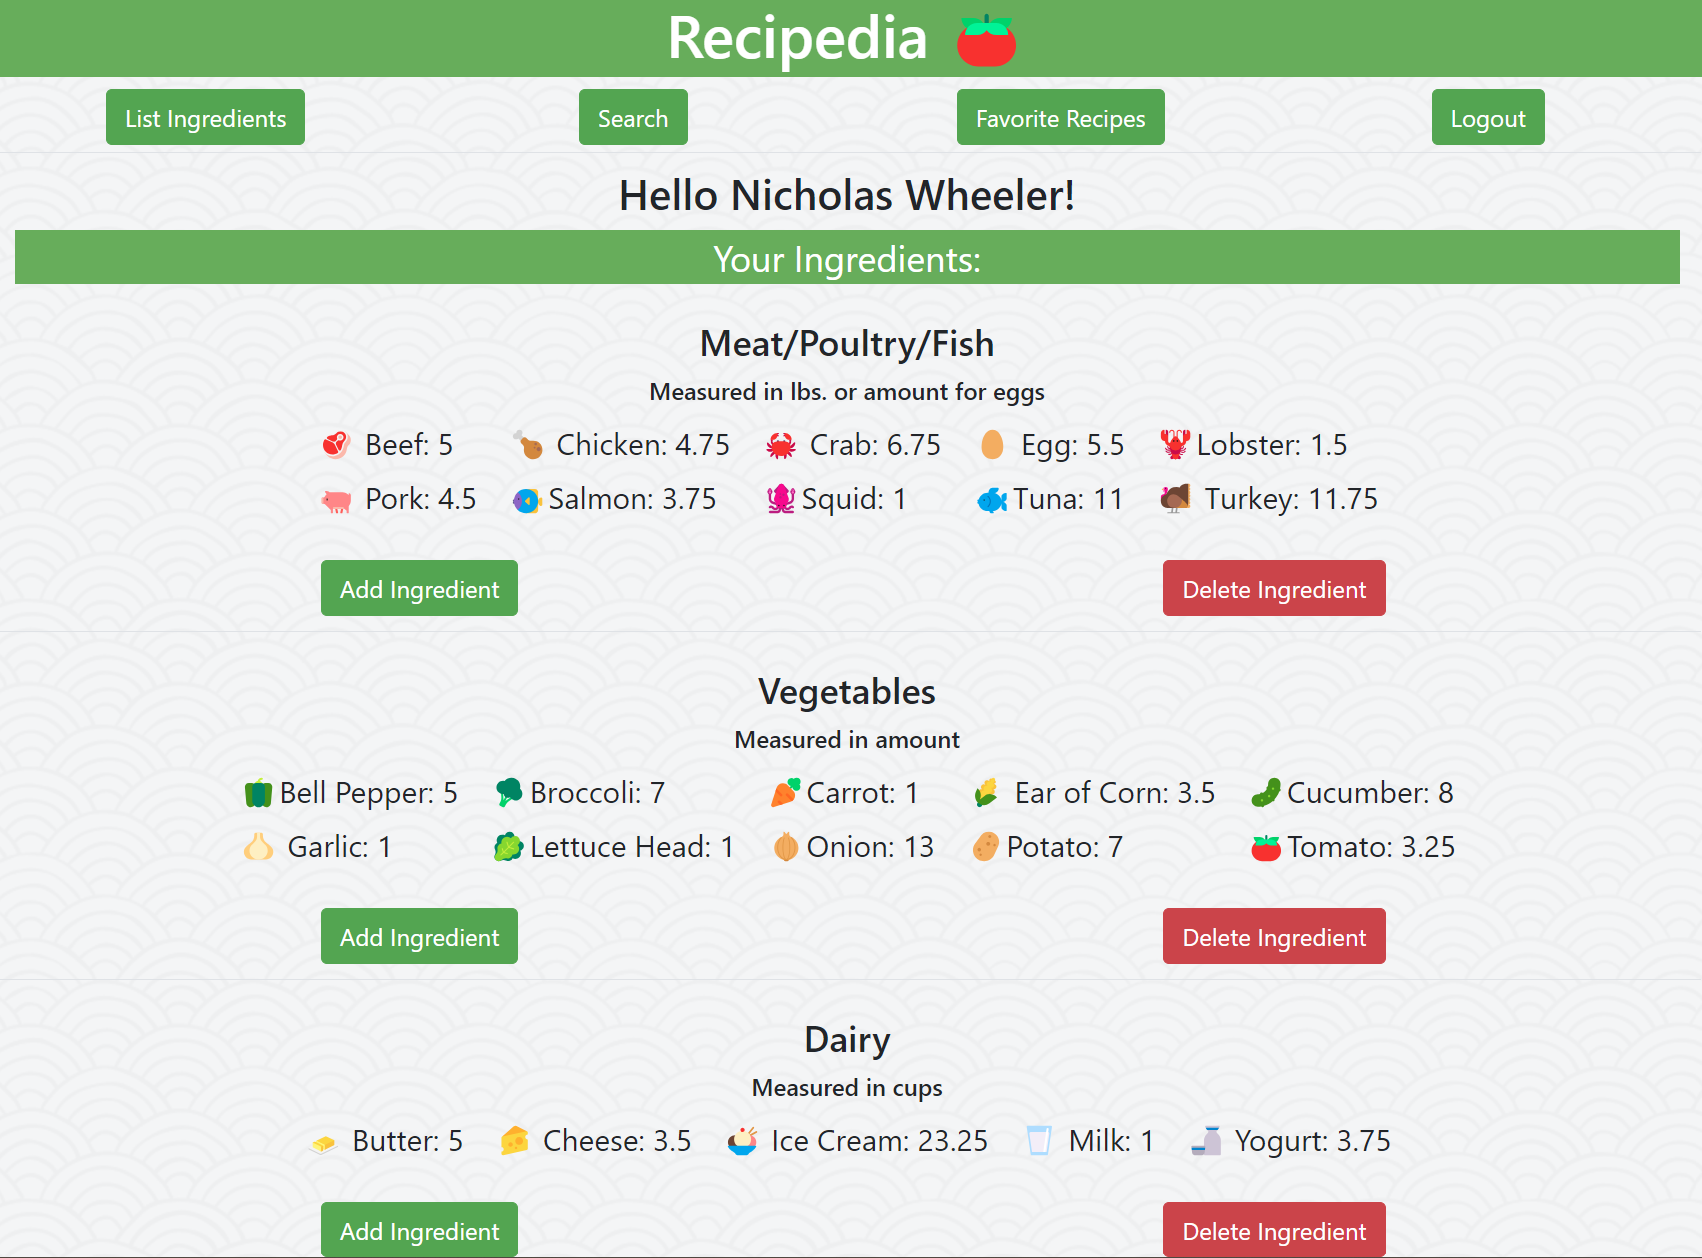 Recipedia
List Ingredients Search Favorite Recipes Logout
Hello Nicholas Wheeler!
Your Ingredients:
Meat/Poultry/Fish
Measured in lbs. or amount for eggs
Beef: 5 Chicken: 4.75 Crab: 6.75 Egg: 5.5 Lobster: 1.5
Pork: 4.5 Salmon: 3.75 Squid: 1 Tuna: 11 Turkey: 11.75
Add Ingredient Delete Ingredient
Vegetables
Measured in amount
Bell Pepper: 5 Broccoli: 7 Carrot: 1 Ear of Corn: 3.5 Cucumber: 8
Garlic: 1 Lettuce Head: 1 Onion: 13 Potato: 7 Tomato: 3.25
Add Ingredient Delete Ingredient
Dairy
Measured in cups
Butter: 5 Cheese: 3.5 Ice Cream: 23.25 Milk: 1 Yogurt: 3.75
Add Ingredient Delete Ingredient